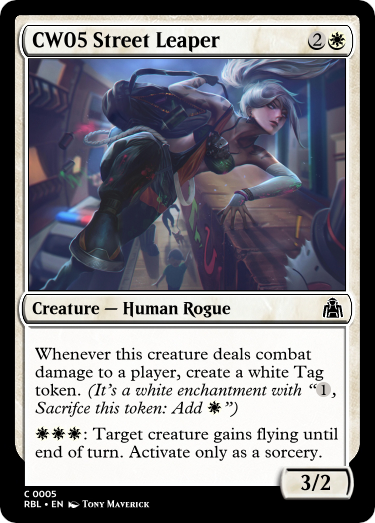 CW05 Street Leaper 2
Creature — Human Rogue
Whenever this creature deals combat
damage to a player, create a white Tag
token. (It's a white enchantment with “1,
Sacrifce this token: Add ”)
: Target creature gains flying until
end of turn. Activate only as a sorcery.
3/2
C 0005
RBL • EN Tony Maverick